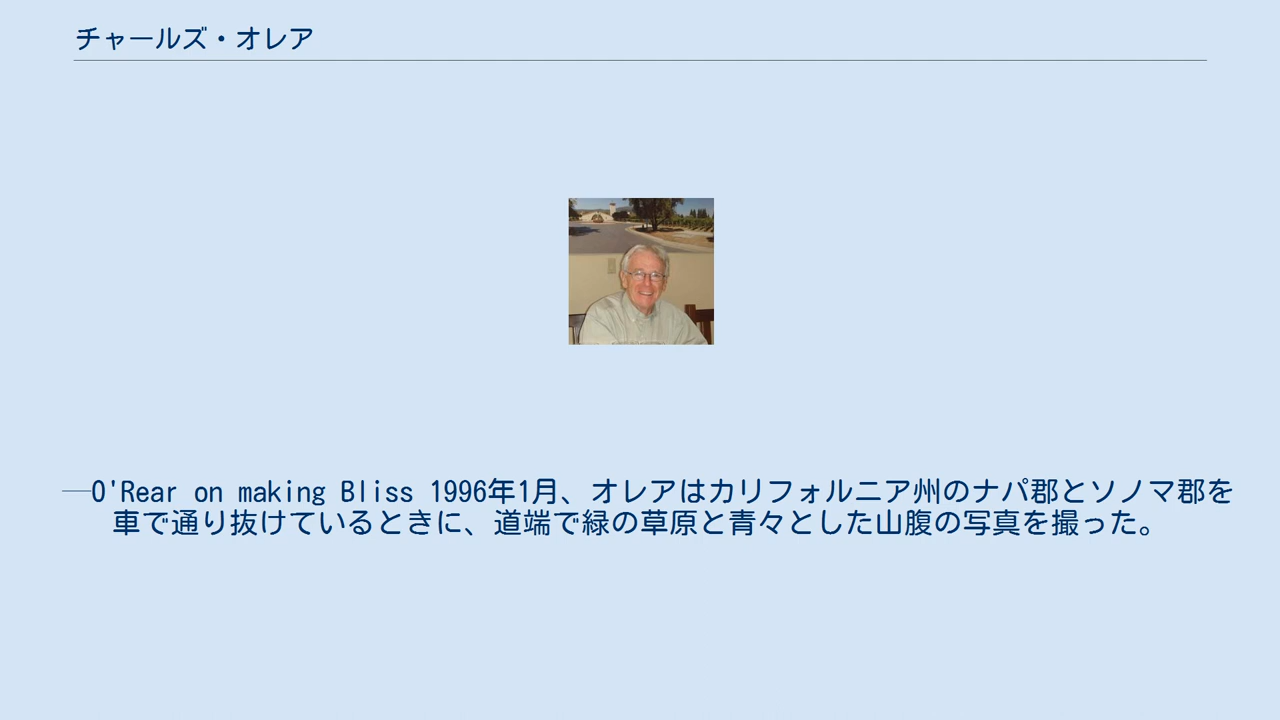 チャールズ・オレア
—O'Rear on making Bliss 1996年1月、オレアはカリフォルニア州のナパ郡とソノマ郡を
車で通り抜けているときに、道端で緑の草原と青々とした山腹の写真を撮った。